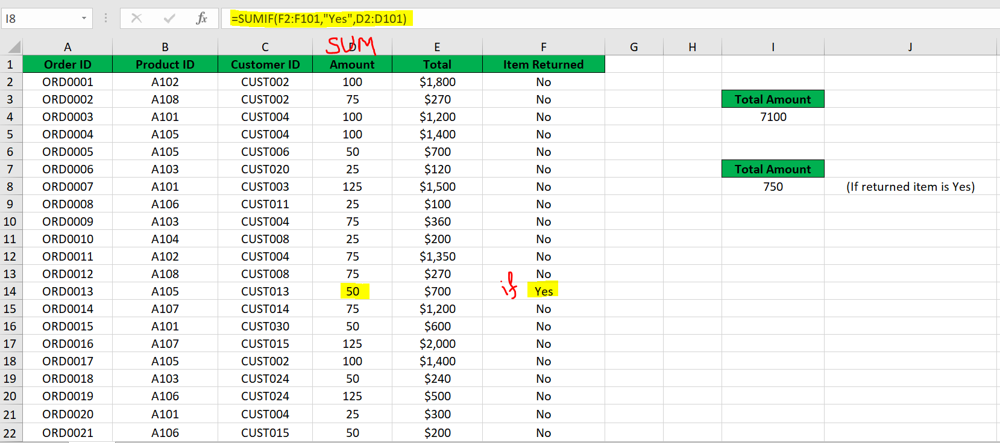 I8 fx =SUMIF(F2:F101,"Yes",D2:D101)
SUM
A B C D E F G H I J
1 Order ID Product ID Customer ID Amount Total Item Returned
2 ORD0001 A102 CUST002 100 $1,800 No
3 ORD0002 A108 CUST002 75 $270 No Total Amount
4 ORD0003 A101 CUST004 100 $1,200 No 7100
5 ORD0004 A105 CUST004 100 $1,400 No
6 ORD0005 A105 CUST006 50 $700 No
7 ORD0006 A103 CUST020 25 $120 No Total Amount
8 ORD0007 A101 CUST003 125 $1,500 No 750 (If returned item is Yes)
9 ORD0008 A106 CUST011 25 $100 No
10 ORD0009 A103 CUST004 75 $360 No
11 ORD0010 A104 CUST008 25 $200 No
12 ORD0011 A102 CUST004 75 $1,350 No
13 ORD0012 A108 CUST008 75 $270 No
14 ORD0013 A105 CUST013 50 $700 if Yes
15 ORD0014 A107 CUST014 75 $1,200 No
16 ORD0015 A101 CUST030 50 $600 No
17 ORD0016 A107 CUST015 125 $2,000 No
18 ORD0017 A105 CUST002 100 $1,400 No
19 ORD0018 A103 CUST024 50 $240 No
20 ORD0019 A106 CUST024 125 $500 No
21 ORD0020 A101 CUST004 25 $300 No
22 ORD0021 A106 CUST015 50 $200 No